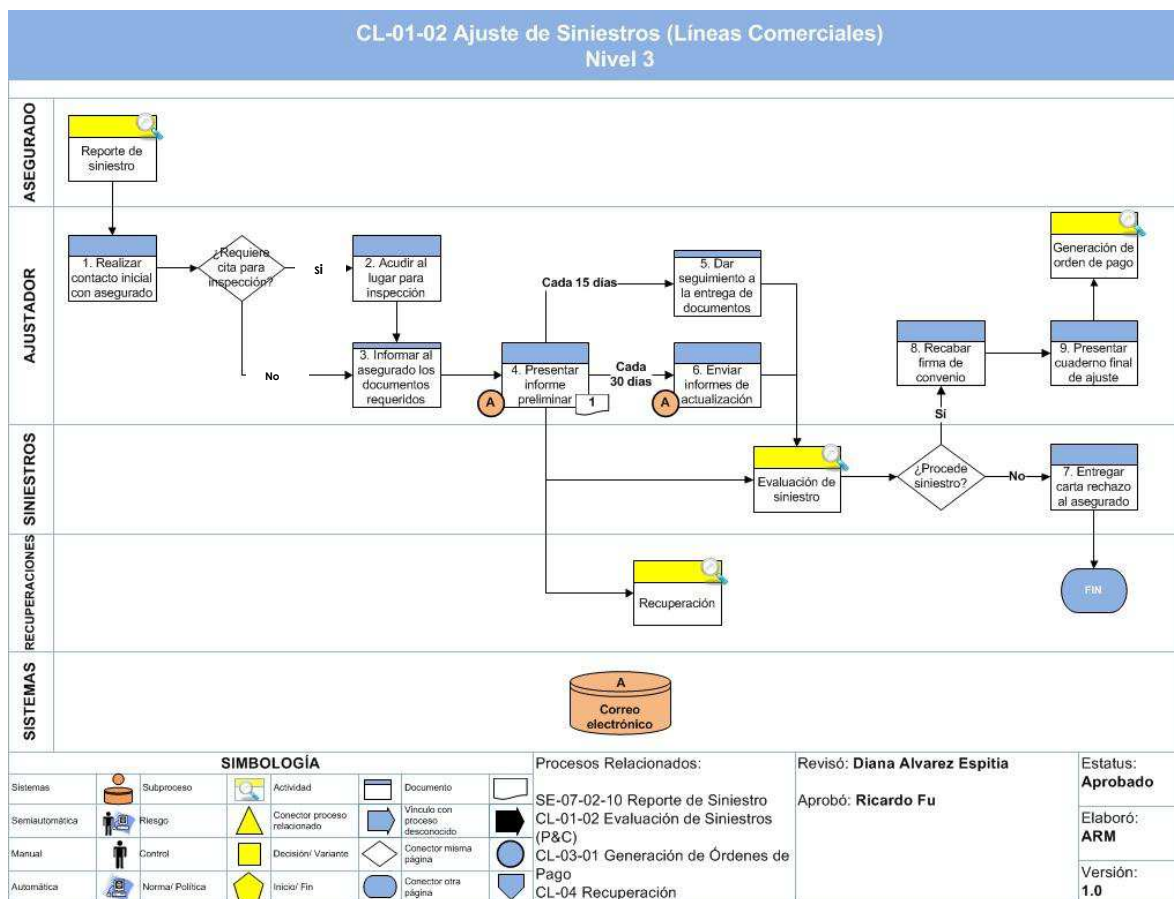 CL-01-02 Ajuste de Siniestros (Líneas Comerciales)
Nivel 3
ASEGURADO
Reporte de
siniestro
AJUSTADOR
1. Realizar
contacto inicial
con asegurado
¿Requiere
cita para
inspección?
si
No
2. Acudir al
lugar para
inspección
3. Informar al
asegurado los
documentos
requeridos
4. Presentar
informe
preliminar
A
1
Cada 15 días
5. Dar
seguimiento a
la entrega de
documentos
Cada
30 días
6. Enviar
informes de
actualización
A
8. Recabar
firma de
convenio
9. Presentar
cuaderno final
de ajuste
Generación de
orden de pago
SINIESTROS
Evaluación de
siniestro
¿Procede
siniestro?
Sí
No
7. Entregar
carta rechazo
al asegurado
RECUPERACIONES
Recuperación
FIN
SISTEMAS
A
Correo
electrónico
SIMBOLOGÍA
Sistemas
Subproceso
Actividad
Documento
Semiautomática
Riesgo
Conector proceso
relacionado
Vínculo con
proceso
desconocido
Manual
Control
Decisión/ Variante
Conector misma
página
Automática
Norma/ Política
Inicio/ Fin
Conector otra
página
Procesos Relacionados:
SE-07-02-10 Reporte de Siniestro
CL-01-02 Evaluación de Siniestros
(P&C)
CL-03-01 Generación de Órdenes de
Pago
CL-04 Recuperación
Revisó: Diana Alvarez Espitia
Aprobó: Ricardo Fu
Estatus:
Aprobado
Elaboró:
ARM
Versión:
1.0